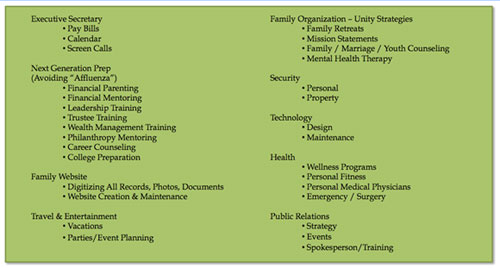 Executive Secretary
• Pay Bills
• Calendar
• Screen Calls
Next Generation Prep
(Avoiding "Affluenza")
• Financial Parenting
• Financial Mentoring
• Leadership Training
• Trustee Training
• Wealth Management Training
• Philanthropy Mentoring
• Career Counseling
• College Preparation
Family Website
• Digitizing All Records, Photos, Documents
• Website Creation & Maintenance
Travel & Entertainment
• Vacations
• Parties/Event Planning
Family Organization – Unity Strategies
• Family Retreats
• Mission Statements
• Family / Marriage / Youth Counseling
• Mental Health Therapy
Security
• Personal
• Property
Technology
• Design
• Maintenance
Health
• Wellness Programs
• Personal Fitness
• Personal Medical Physicians
• Emergency / Surgery
Public Relations
• Strategy
• Events
• Spokesperson/Training